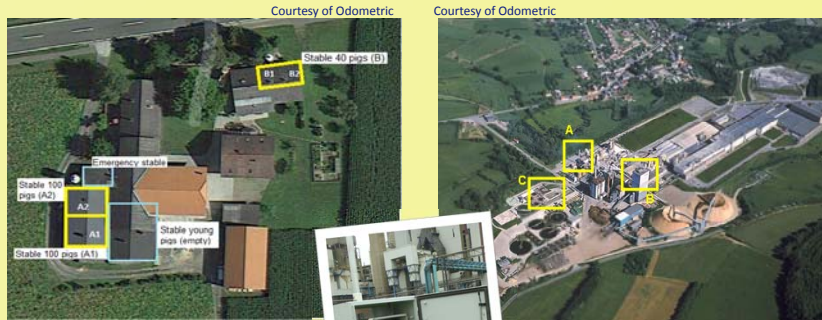 Courtesy of Odometric
Courtesy of Odometric
Stable 40 pigs (B)
B1
B2
Emergency stable
Stable 100
pigs (A2)
A2
A1
Stable young
pigs (empty)
Stable 100 pigs (A1)
A
C
B